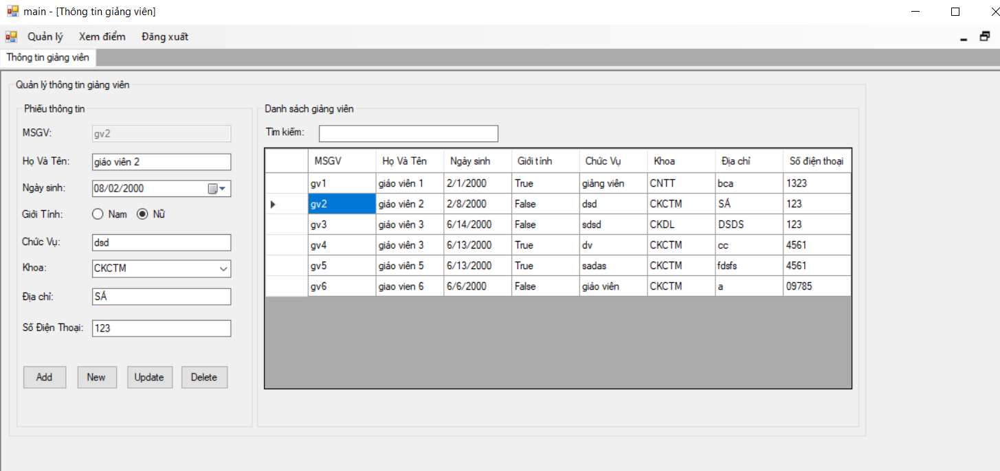 main - [Thông tin giảng viên]
Quản lý Xem điểm Đăng xuất
Thông tin giảng viên
Quản lý thông tin giảng viên
Phiếu thông tin
MSGV: gv2
Họ Và Tên: giáo viên 2
Ngày sinh: 08/02/2000
Giới Tính: Nam Nữ
Chức Vụ: dsd
Khoa: CKCTM
Địa chỉ: SÁ
Số Điện Thoại: 123
Add New Update Delete
Danh sách giảng viên
Tìm kiếm:
MSGV Họ Và Tên Ngày sinh Giới tính Chức Vụ Khoa Địa chỉ Số điện thoại
gv1 giáo viên 1 2/1/2000 True giảng viên CNTT bca 1323
gv2 giáo viên 2 2/8/2000 False dsd CKCTM SÁ 123
gv3 giáo viên 3 6/14/2000 False sdsd CKDL DSDS 123
gv4 giáo viên 3 6/13/2000 True dv CKCTM cc 4561
gv5 giáo viên 5 6/13/2000 True sadas CKCTM fdsfs 4561
gv6 giao vien 6 6/6/2000 False giáo viên CKCTM a 09785